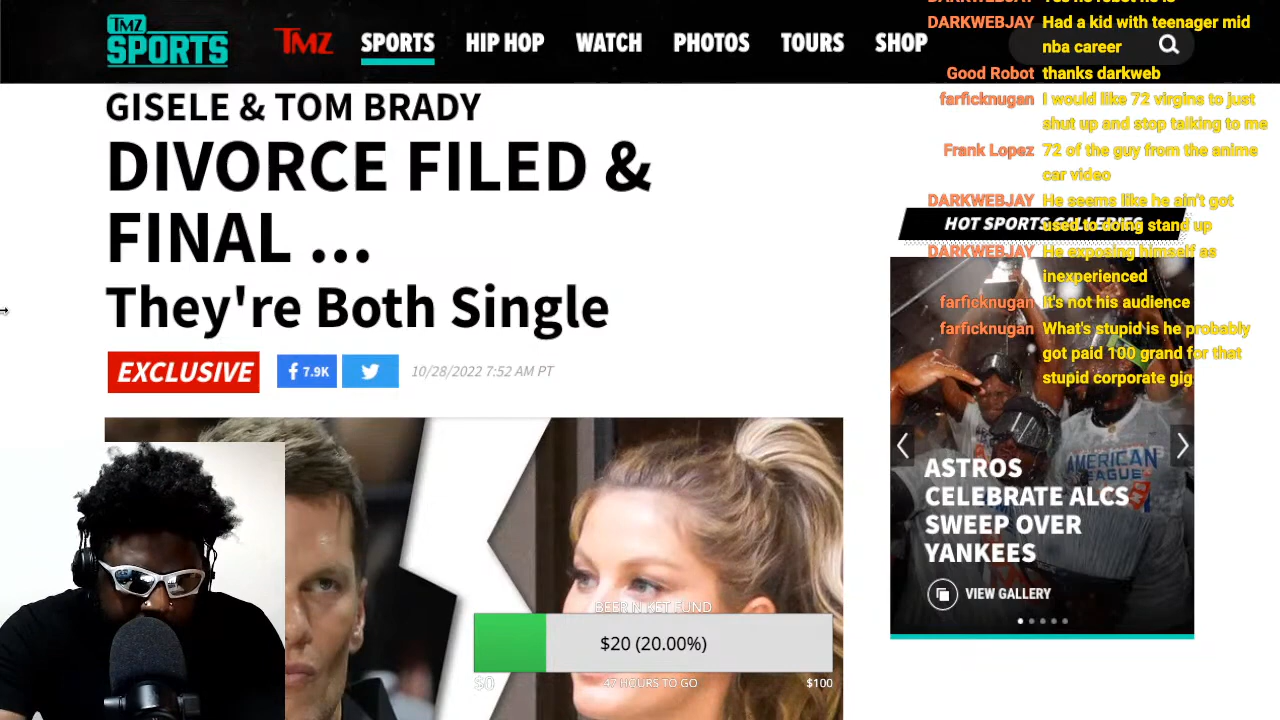 TMZ
SPORTS
TMZ
SPORTS
HIP HOP
WATCH
PHOTOS
TOURS
SHOP
GISELE & TOM BRADY
DIVORCE FILED &
FINAL ...
They're Both Single
EXCLUSIVE
7.9K
10/28/2022 7:52 AM PT
DARKWEBJAY Had a kid with teenager mid
nba career
Good Robot thanks darkweb
farficknugan I would like 72 virgins to just
shut up and stop talking to me
Frank Lopez 72 of the guy from the anime
car video
DARKWEBJAY He seems like he ain't got
used to doing stand up
DARKWEBJAY He exposing himself as
inexperienced
farficknugan It's not his audience
farficknugan What's stupid is he probably
got paid 100 grand for that
stupid corporate gig
HOT SPORTS GALLERIES
AMERICAN
LEAGUE
ASTROS
CELEBRATE ALCS
SWEEP OVER
YANKEES
VIEW GALLERY
BEER N KET FUND
$20 (20.00%)
$0
47 HOURS TO GO
$100